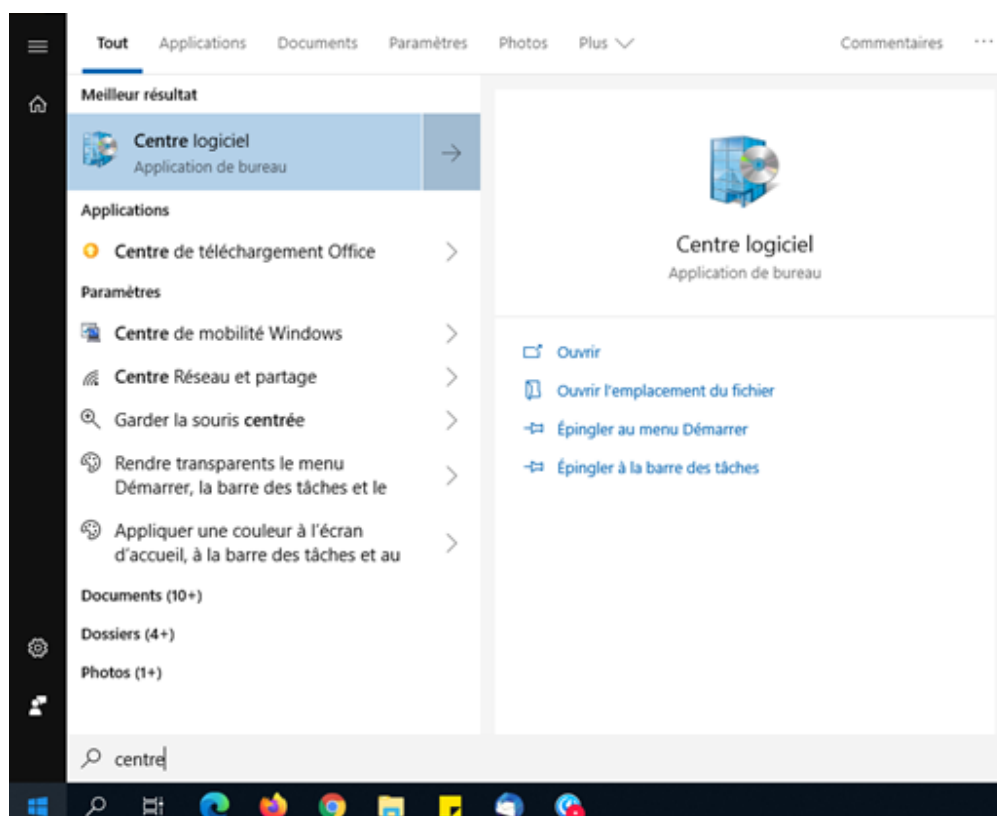 Tout Applications Documents Paramètres Photos Plus Commentaires ...
Meilleur résultat
Centre logiciel
Application de bureau
Applications
Centre de téléchargement Office
Paramètres
Centre de mobilité Windows
Centre Réseau et partage
Garder la souris centrée
Rendre transparents le menu
Démarrer, la barre des tâches et le
Appliquer une couleur à l'écran
d'accueil, à la barre des tâches et au
Documents (10+)
Dossiers (4+)
Photos (1+)
centre
Centre logiciel
Application de bureau
Ouvrir
Ouvrir l'emplacement du fichier
Épingler au menu Démarrer
Épingler à la barre des tâches